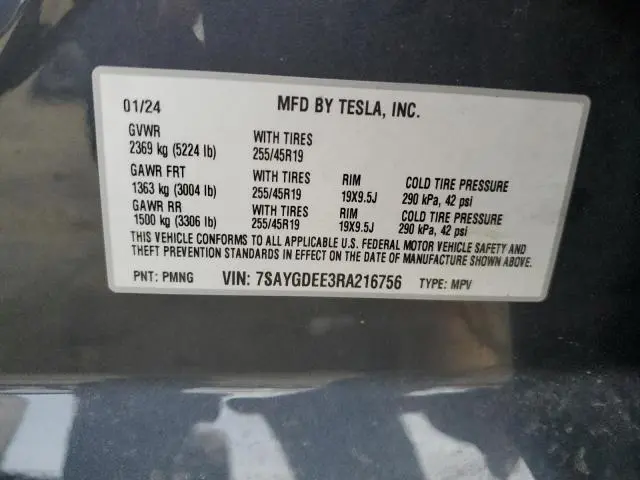 01/24 MFD BY TESLA, INC.
GVWR
2369 kg (5224 lb) WITH TIRES 255/45R19
GAWR FRT
1363 kg (3004 lb) WITH TIRES 255/45R19 RIM 19X9.5J COLD TIRE PRESSURE 290 kPa, 42 psi
GAWR RR
1500 kg (3306 lb) WITH TIRES 255/45R19 RIM 19X9.5J COLD TIRE PRESSURE 290 kPa, 42 psi
THIS VEHICLE CONFORMS TO ALL APPLICABLE U.S. FEDERAL MOTOR VEHICLE SAFETY AND
THEFT PREVENTION STANDARDS IN EFFECT ON THE DATE OF MANUFACTURE SHOWN ABOVE.
PNT: PMNG VIN: 7SAYGDEE3RA216756 TYPE: MPV